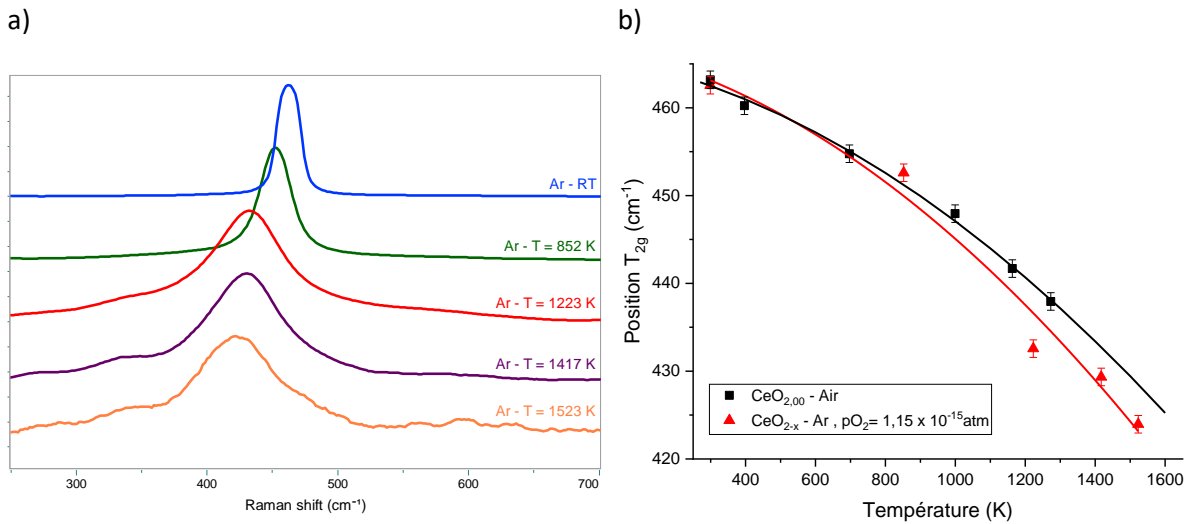 a)
Ar - RT
Ar - T = 852 K
Ar - T = 1223 K
Ar - T = 1417 K
Ar - T = 1523 K
300
400
500
600
700
Raman shift (cm⁻¹)
b)
Position T2g (cm-1)
460
450
440
430
420
CeO2,00 - Air
CeO2-x - Ar , pO2= 1,15 x 10-15atm
400
600
800
1000
1200
1400
1600
Température (K)